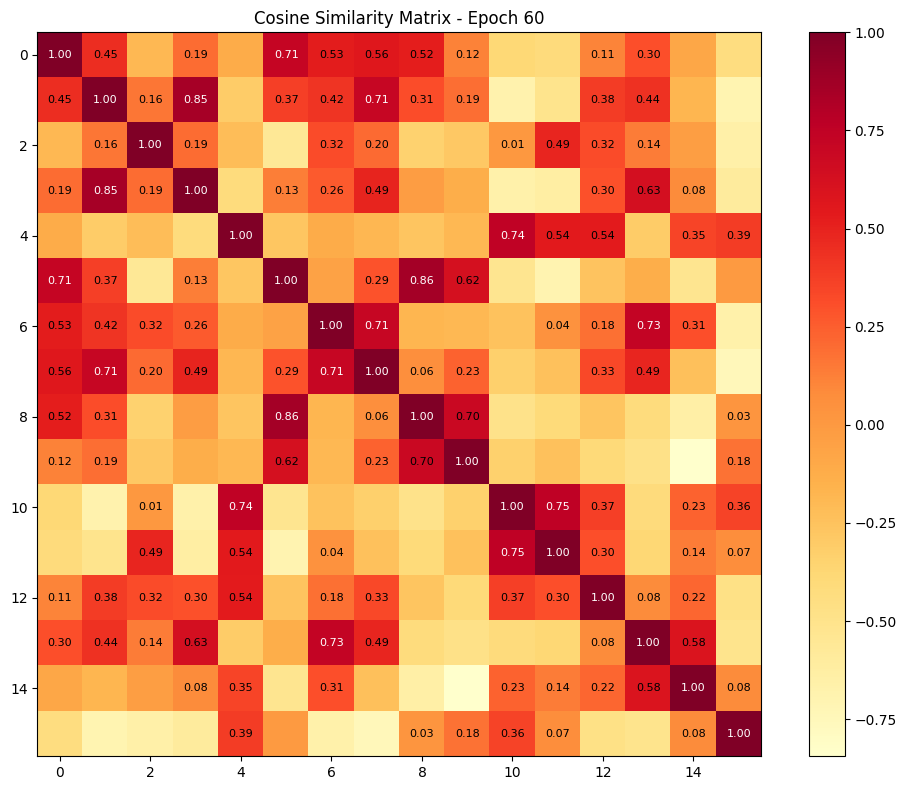 Cosine Similarity Matrix - Epoch 60
0 1.00 0.45 0.19 0.71 0.53 0.56 0.52 0.12 0.11 0.30 1.00
0.45 1.00 0.16 0.85 0.37 0.42 0.71 0.31 0.19 0.38 0.44
2 0.16 1.00 0.19 0.32 0.20 0.01 0.49 0.32 0.14 0.75
0.19 0.85 0.19 1.00 0.13 0.26 0.49 0.30 0.63 0.08
4 1.00 0.74 0.54 0.54 0.35 0.39 0.50
0.71 0.37 0.13 1.00 0.29 0.86 0.62
6 0.53 0.42 0.32 0.26 1.00 0.71 0.04 0.18 0.73 0.31 0.25
0.56 0.71 0.20 0.49 0.29 0.71 1.00 0.06 0.23 0.33 0.49
8 0.52 0.31 0.86 0.06 1.00 0.70 0.03 0.00
0.12 0.19 0.62 0.23 0.70 1.00 0.18
10 0.01 0.74 1.00 0.75 0.37 0.23 0.36 −0.25
0.49 0.54 0.04 0.75 1.00 0.30 0.14 0.07
12 0.11 0.38 0.32 0.30 0.54 0.18 0.33 0.37 0.30 1.00 0.08 0.22 −0.50
0.30 0.44 0.14 0.63 0.73 0.49 0.08 1.00 0.58
14 0.08 0.35 0.31 0.23 0.14 0.22 0.58 1.00 0.08 −0.75
0.39 0.03 0.18 0.36 0.07 0.08 1.00
0 2 4 6 8 10 12 14